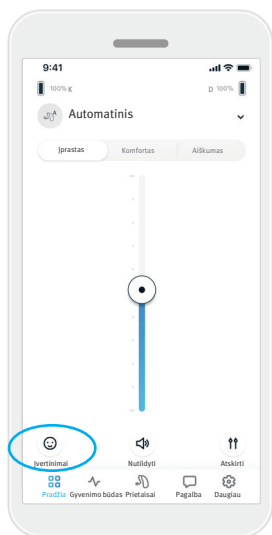 9:41
100% K D 100%
Automatinis
Įprastas Komfortas Aiškumas
Įvertinimai Nutildyti Atskirti
Pradžia Gyvenimo būdas Prietaisai Pagalba Daugiau